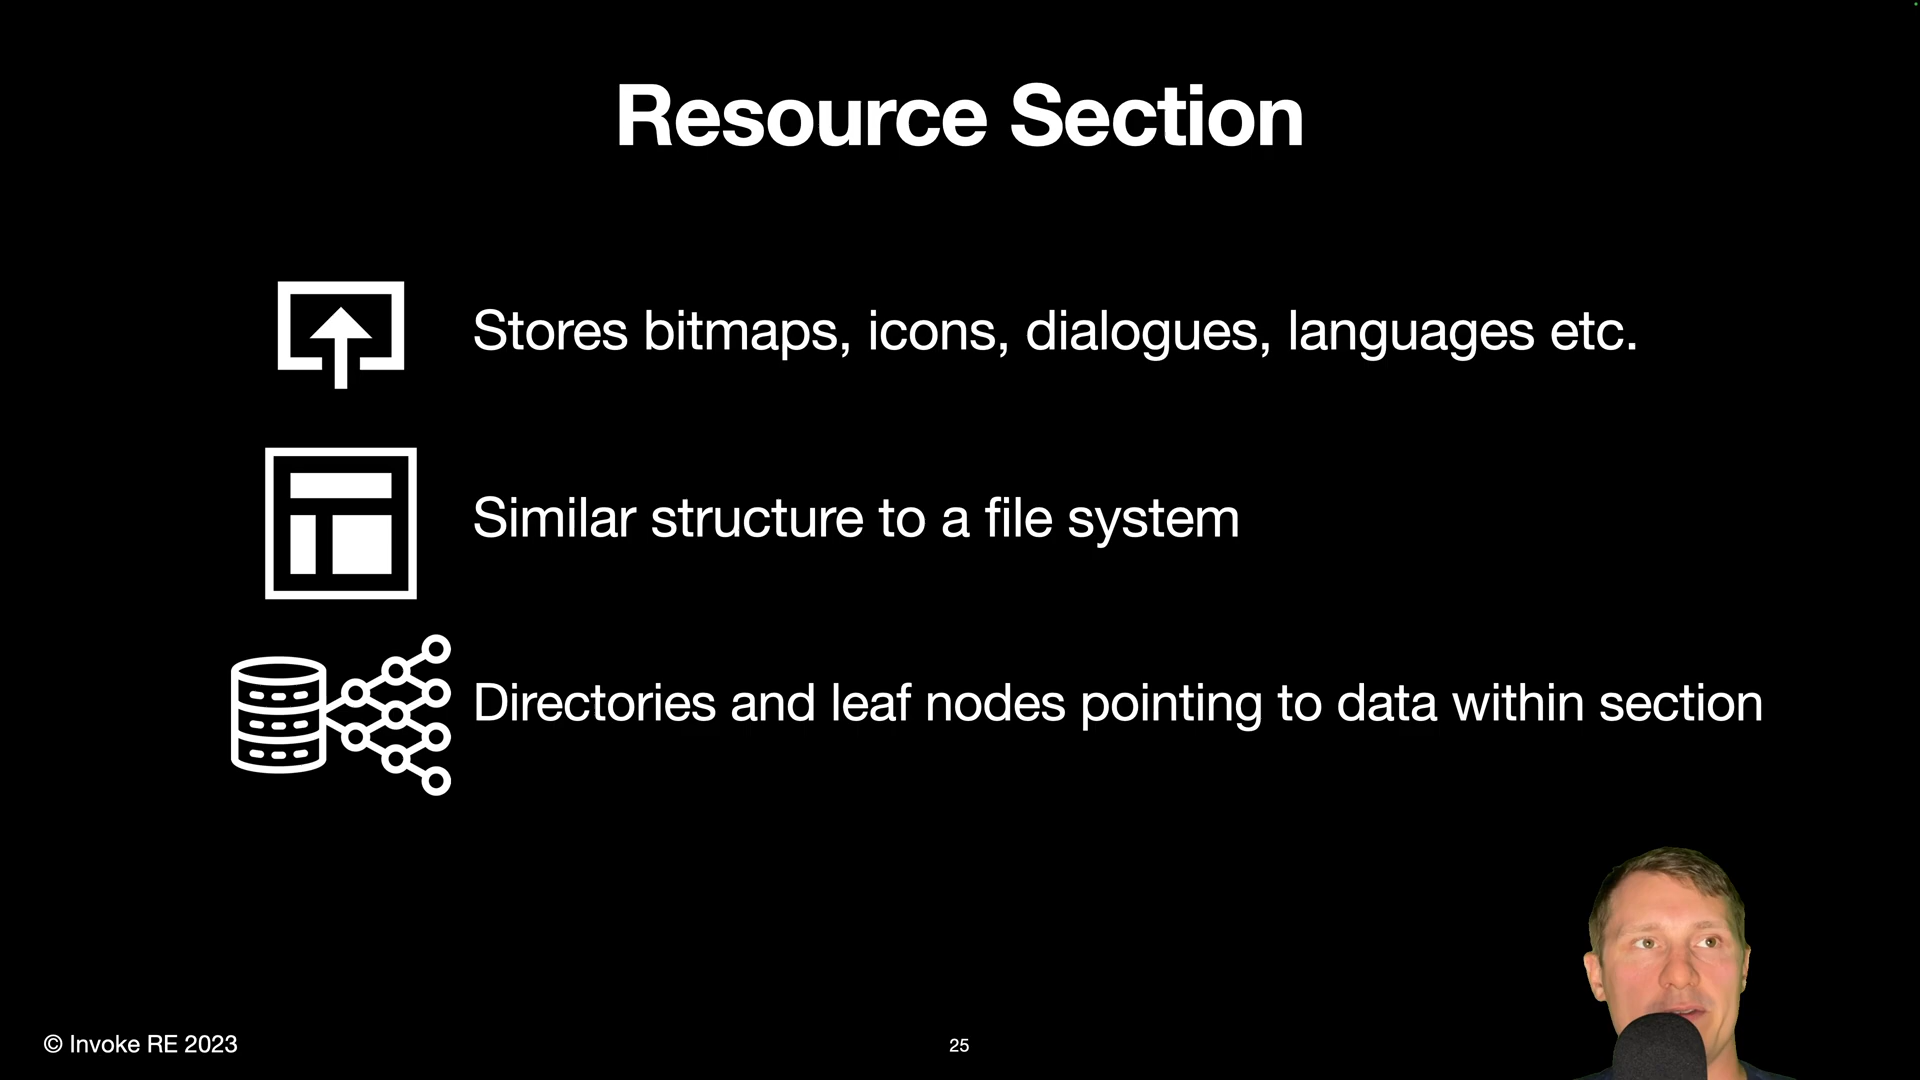 Resource Section
Stores bitmaps, icons, dialogues, languages etc.
Similar structure to a file system
Directories and leaf nodes pointing to data within section
© Invoke RE 2023
25